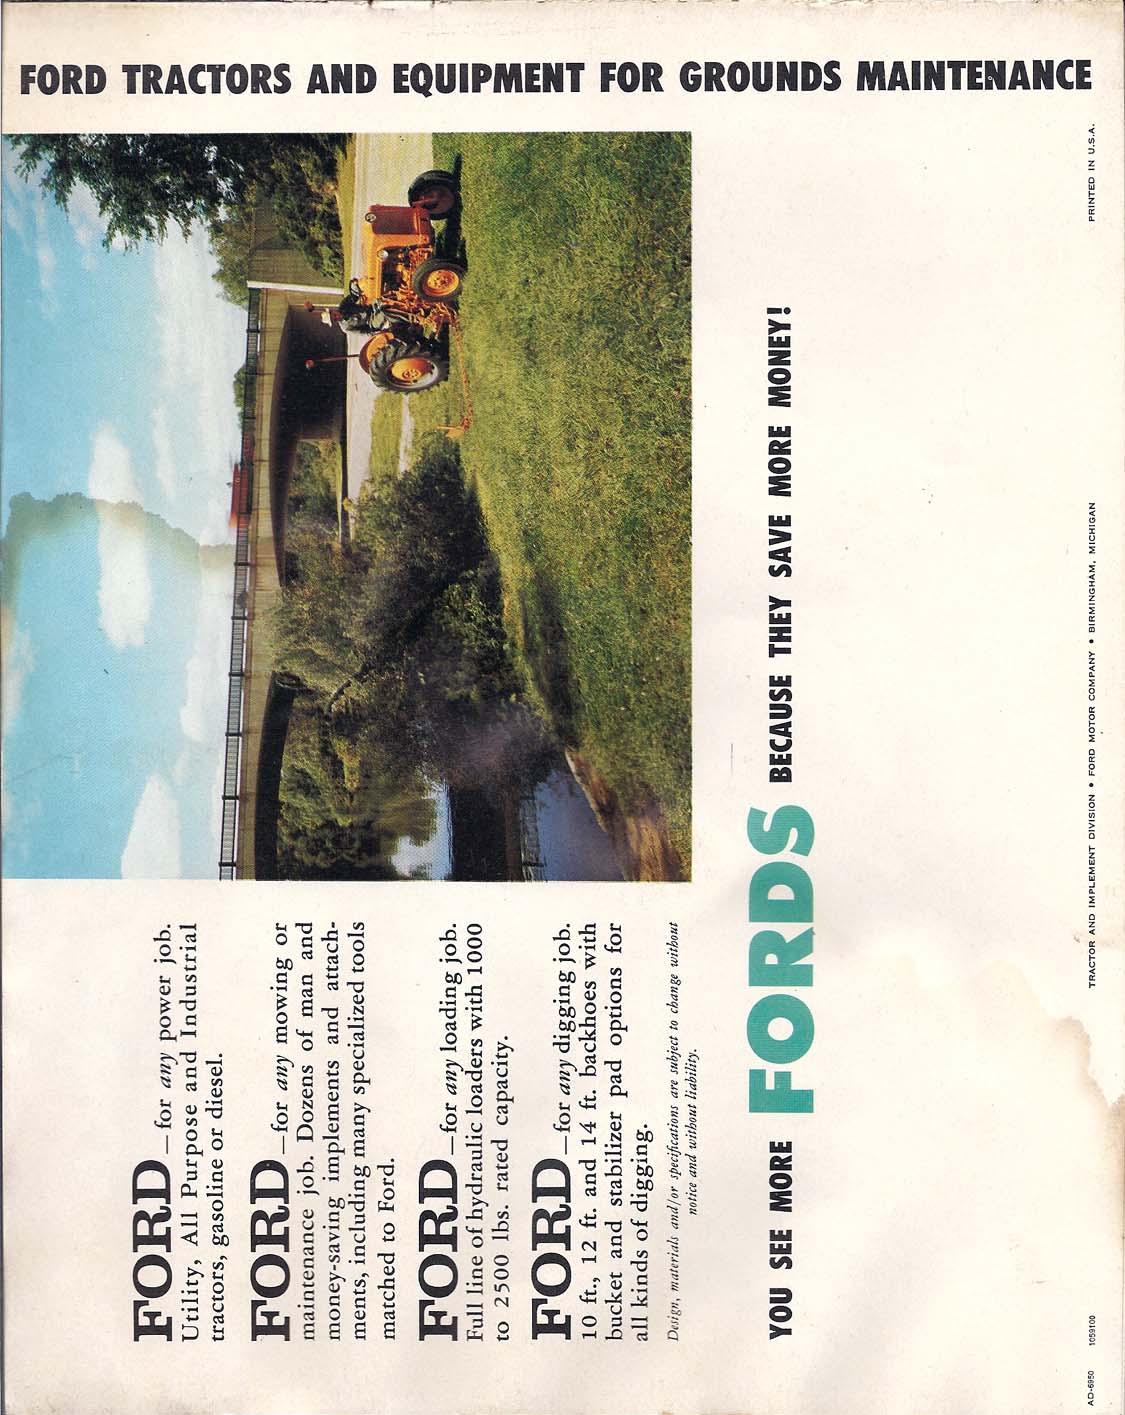 FORD TRACTORS AND EQUIPMENT FOR GROUNDS MAINTENANCE
FORD—for any power job.
Utility, All Purpose and Industrial
tractors, gasoline or diesel.
FORD—for any mowing or
maintenance job. Dozens of man and
money-saving implements and attach-
ments, including many specialized tools
matched to Ford.
FORD—for any loading job.
Full line of hydraulic loaders with 1000
to 2500 lbs. rated capacity.
FORD—for any digging job.
10 ft., 12 ft. and 14 ft. backhoes with
bucket and stabilizer pad options for
all kinds of digging.
Design, materials and/or specifications are subject to change without
notice and without liability.
YOU SEE MORE FORDS BECAUSE THEY SAVE MORE MONEY!
AD-6950 1059100 TRACTOR AND IMPLEMENT DIVISION • FORD MOTOR COMPANY • BIRMINGHAM, MICHIGAN PRINTED IN U.S.A.